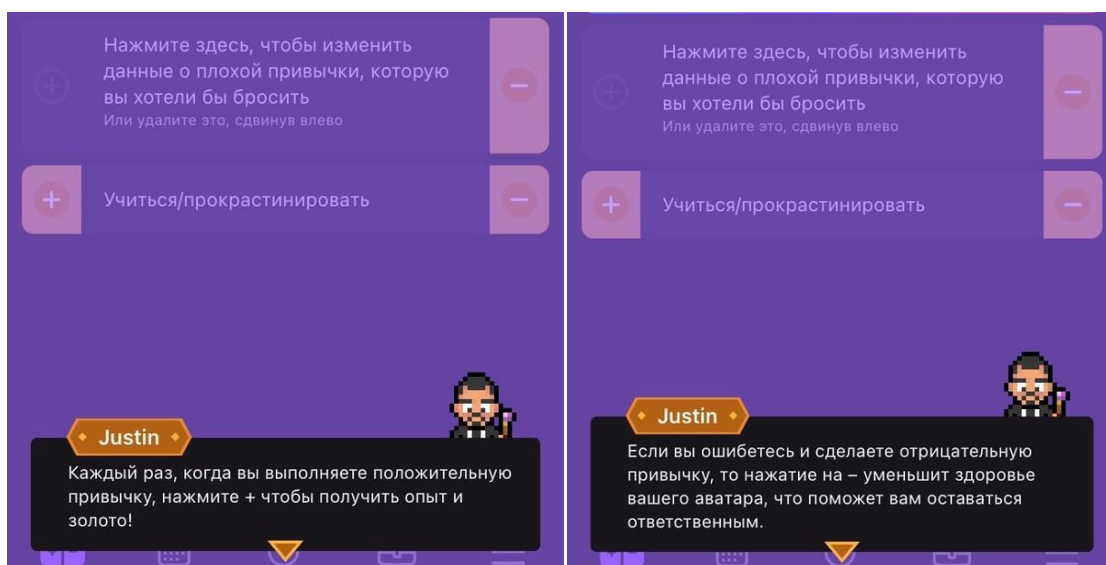 Нажмите здесь, чтобы изменить
данные о плохой привычки, которую
вы хотели бы бросить
Или удалите это, сдвинув влево
Учиться/прокрастинировать
Justin
Каждый раз, когда вы выполняете положительную
привычку, нажмите + чтобы получить опыт и
золото!
Нажмите здесь, чтобы изменить
данные о плохой привычки, которую
вы хотели бы бросить
Или удалите это, сдвинув влево
Учиться/прокрастинировать
Justin
Если вы ошибетесь и сделаете отрицательную
привычку, то нажатие на – уменьшит здоровье
вашего аватара, что поможет вам оставаться
ответственным.